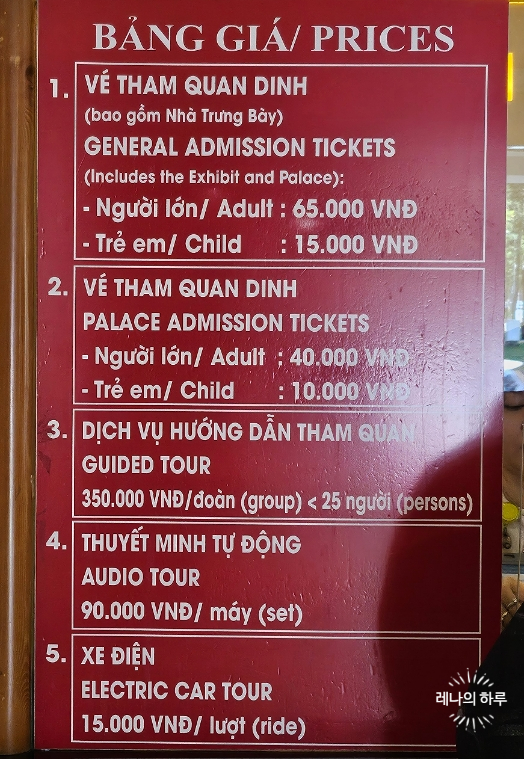 BẢNG GIÁ/ PRICES
1. VÉ THAM QUAN DINH
(bao gồm Nhà Trưng Bày)
GENERAL ADMISSION TICKETS
(Includes the Exhibit and Palace):
- Người lớn/ Adult : 65.000 VNĐ
- Trẻ em/ Child : 15.000 VNĐ
2. VÉ THAM QUAN DINH
PALACE ADMISSION TICKETS
- Người lớn/ Adult : 40.000 VNĐ
- Trẻ em/ Child : 10.000 VNĐ
3. DỊCH VỤ HƯỚNG DẪN THAM QUAN
GUIDED TOUR
350.000 VNĐ/đoàn (group) < 25 người (persons)
4. THUYẾT MINH TỰ ĐỘNG
AUDIO TOUR
90.000 VNĐ/ máy (set)
5. XE ĐIỆN
ELECTRIC CAR TOUR
15.000 VNĐ/ lượt (ride)
레나의 하루